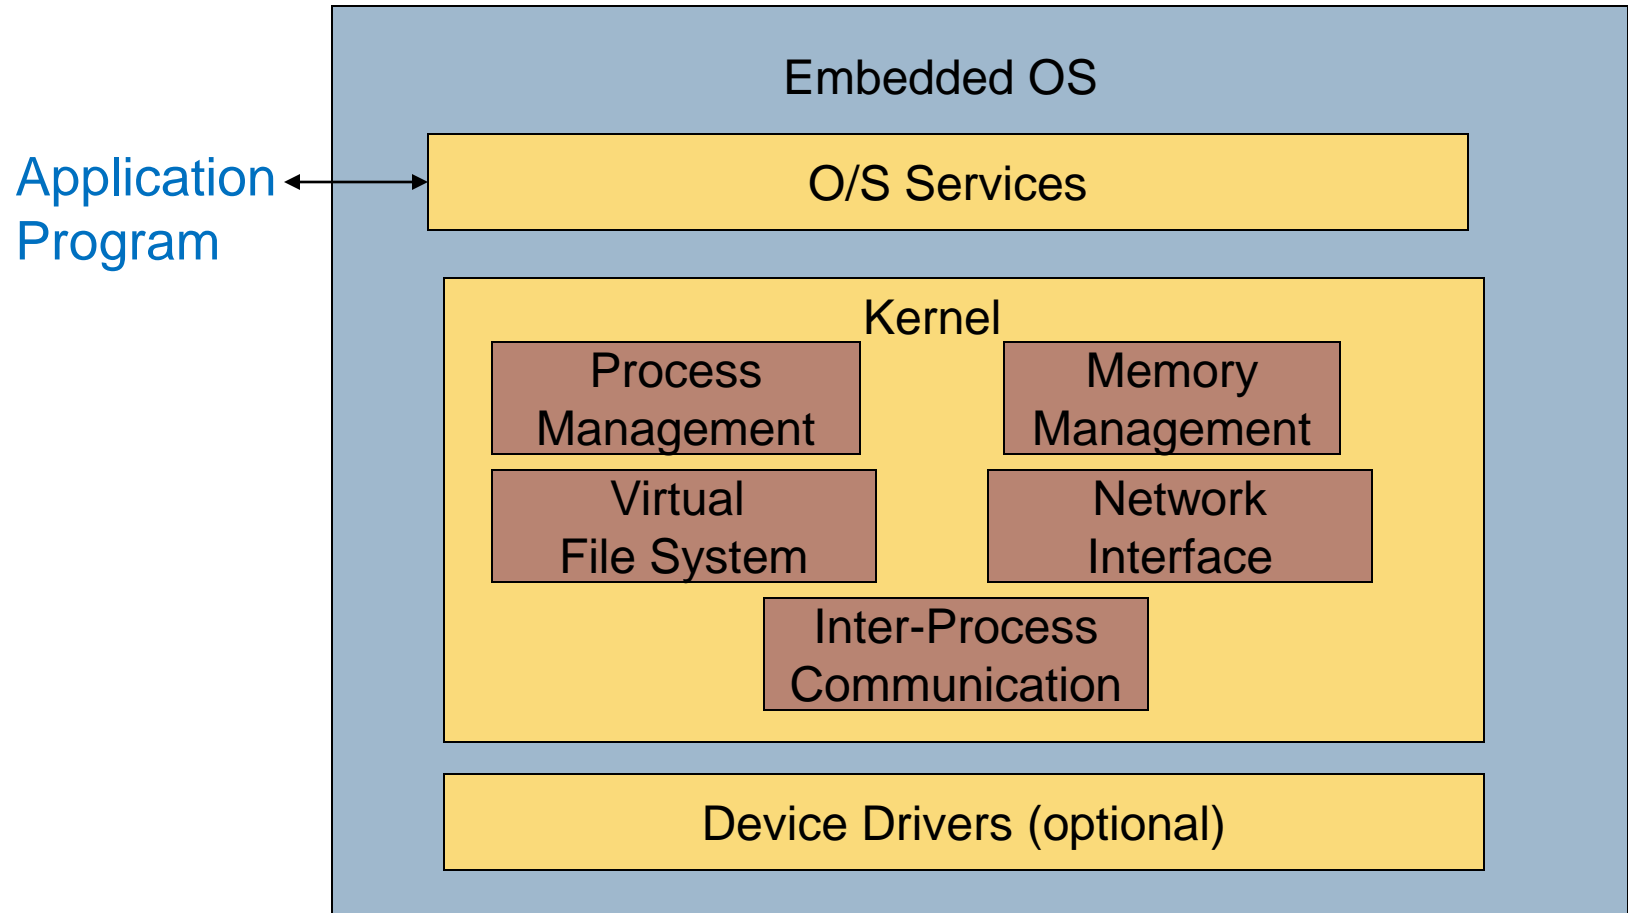 Embedded OS
Application
Program
O/S Services
Kernel
Process
Management
Memory
Management
Virtual
File System
Network
Interface
Inter-Process
Communication
Device Drivers (optional)